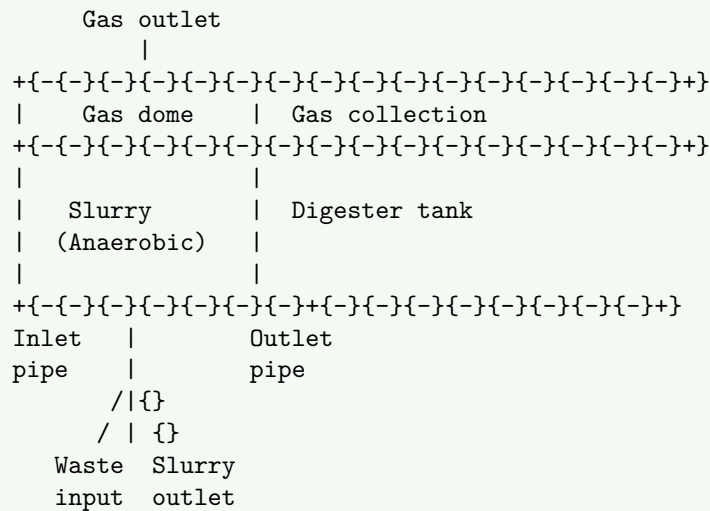 Gas outlet
|
+{-{-}{-}{-}{-}{-}{-}{-}{-}{-}{-}{-}{-}{-}{-}{-}+}
| Gas dome | Gas collection
+{-{-}{-}{-}{-}{-}{-}{-}{-}{-}{-}{-}{-}{-}{-}{-}+}
| |
| Slurry | Digester tank
| (Anaerobic) |
| |
+{-{-}{-}{-}{-}{-}{-}+{-}{-}{-}{-}{-}{-}{-}{-}+}
Inlet | Outlet
pipe | pipe
/|{}
/ | {}
Waste Slurry
input outlet